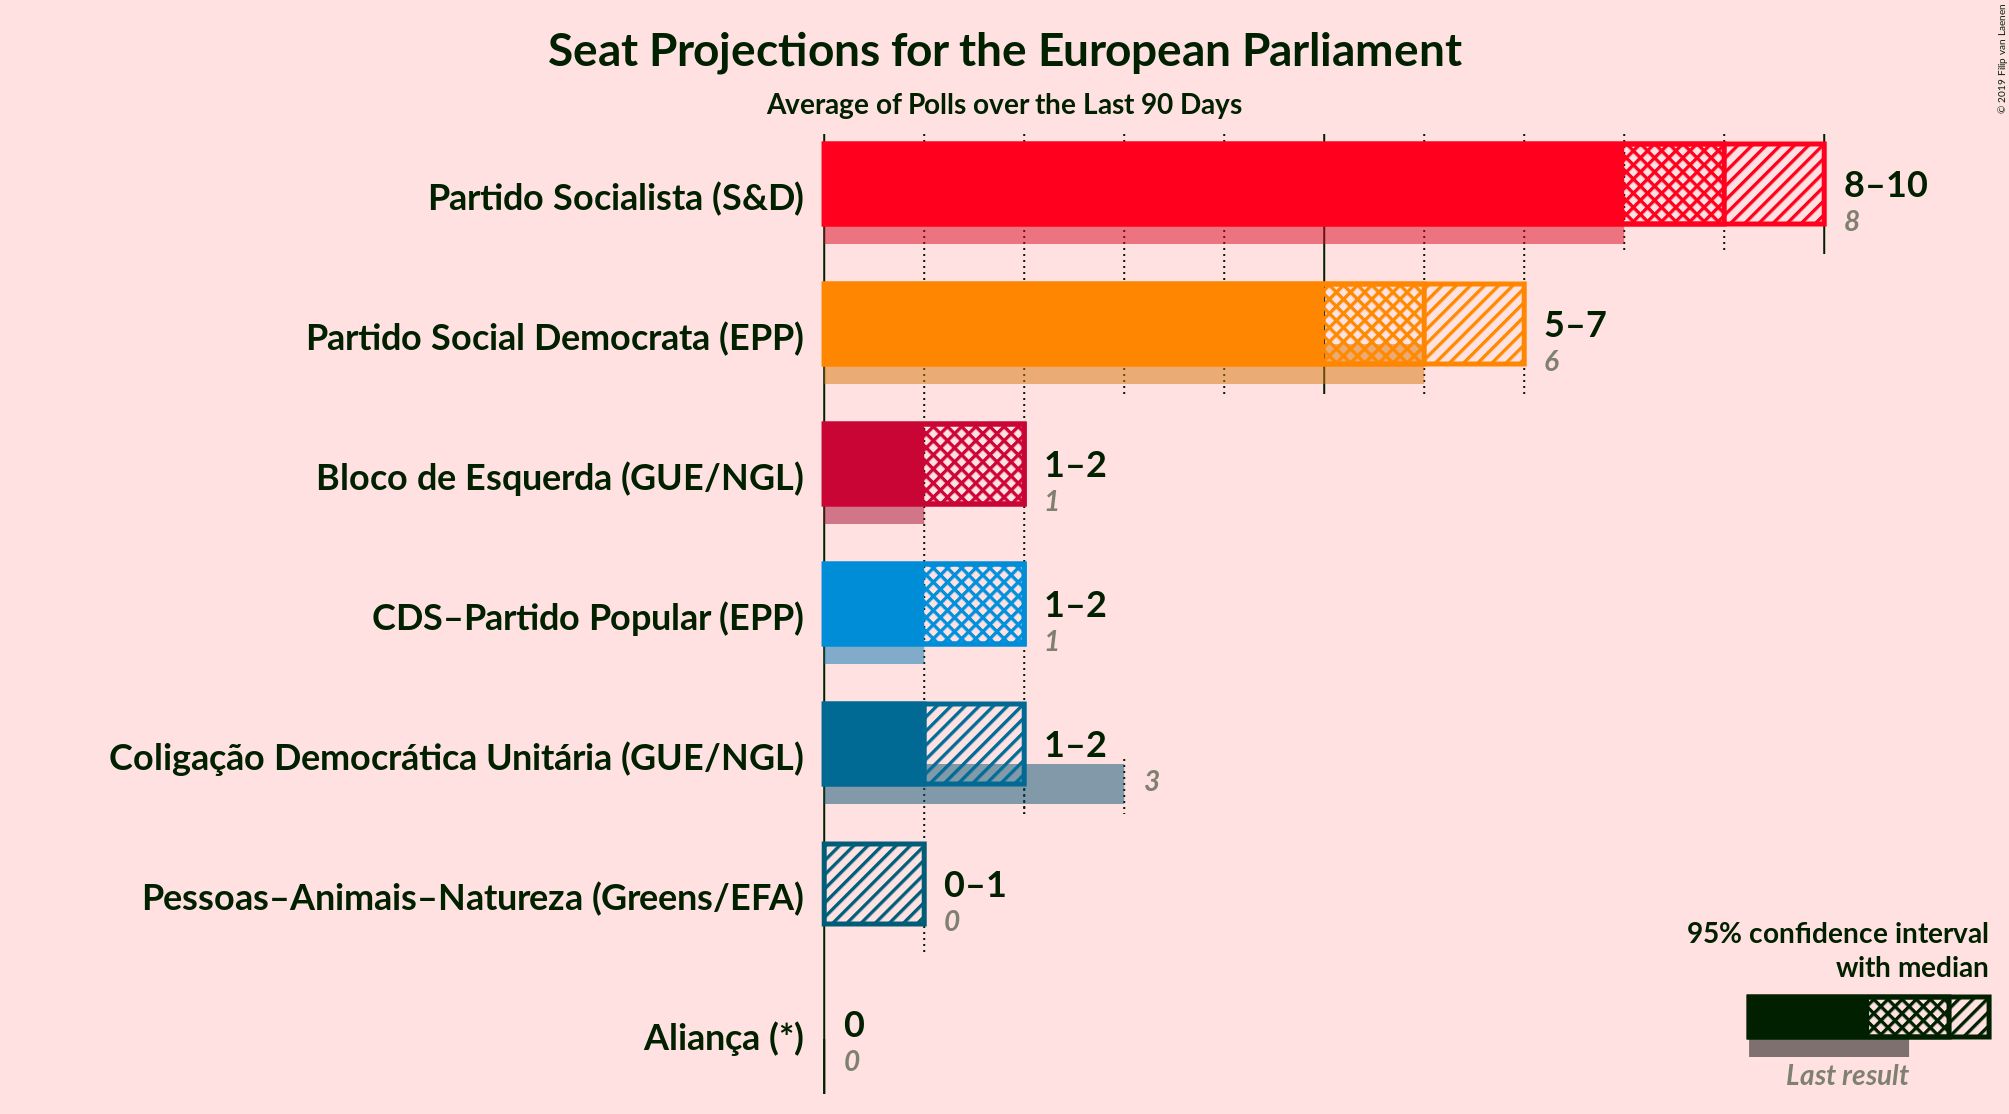 Seat Projections for the European Parliament
Average of Polls over the Last 90 Days
© 2019 Filip van Laenen
Partido Socialista (S&D)
8–10
8
Partido Social Democrata (EPP)
5–7
6
Bloco de Esquerda (GUE/NGL)
1–2
1
CDS–Partido Popular (EPP)
1–2
1
Coligação Democrática Unitária (GUE/NGL)
1–2
3
Pessoas–Animais–Natureza (Greens/EFA)
0–1
0
Aliança (*)
0
0
95% confidence interval
with median
Last result